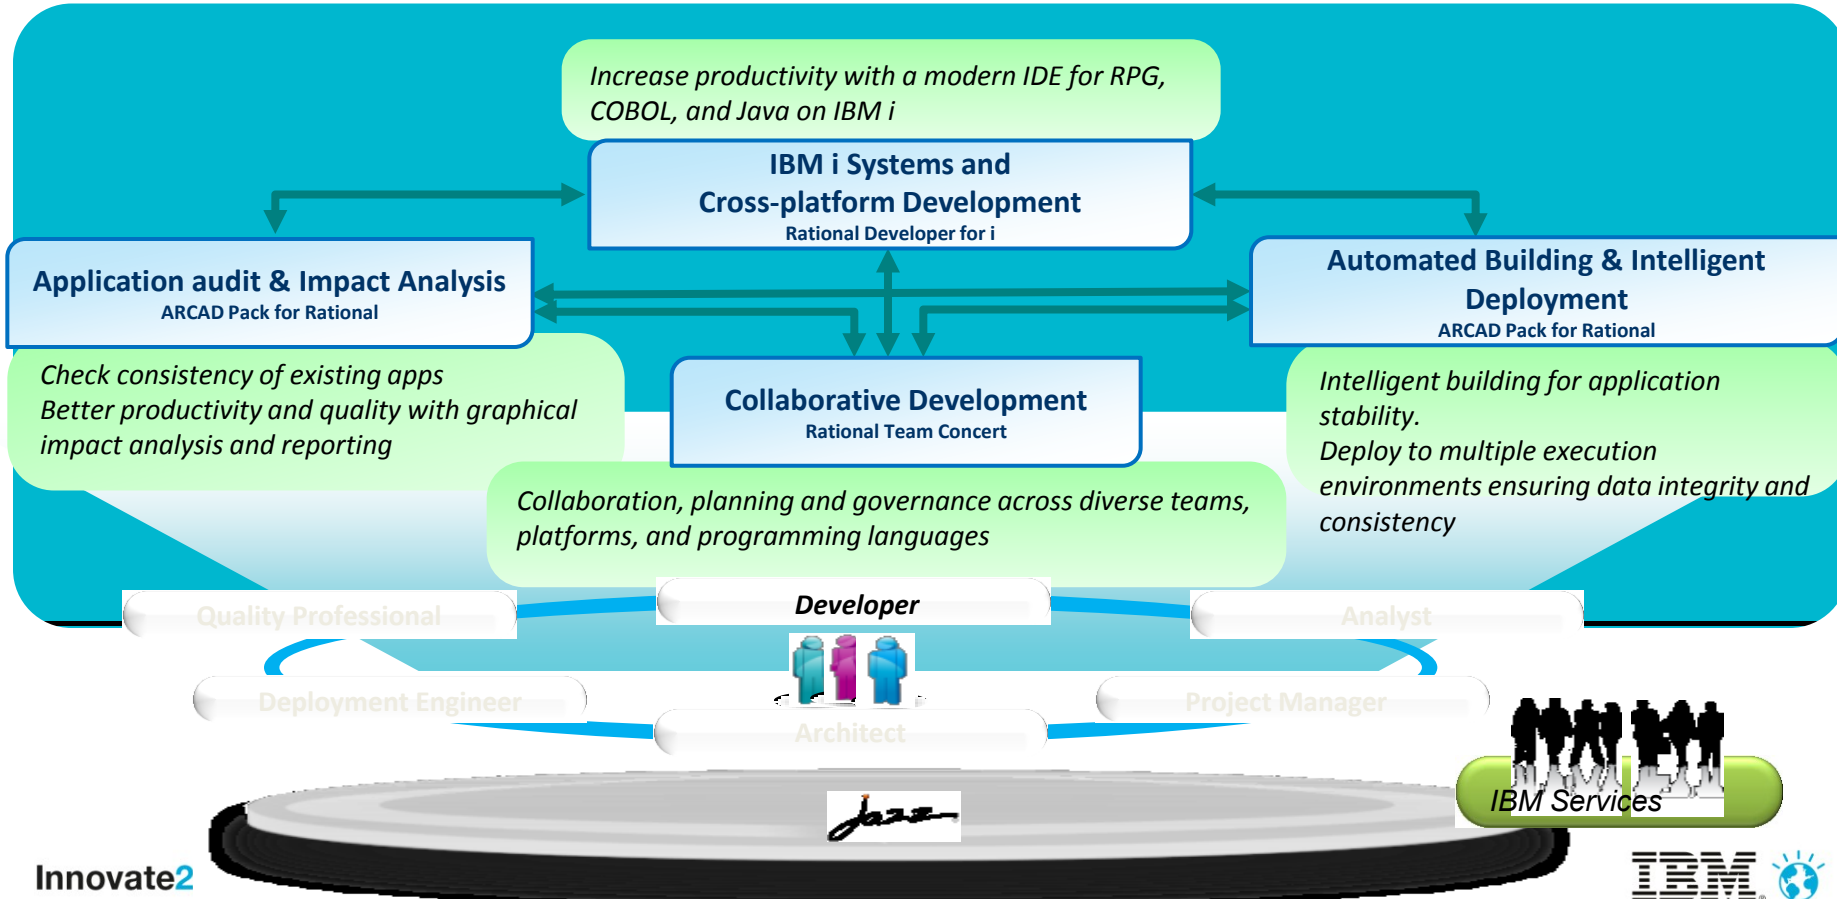 Increase productivity with a modern IDE for RPG,
COBOL, and Java on IBM i
IBM i Systems and
Cross-platform Development
Rational Developer for i
Application audit & Impact Analysis
ARCAD Pack for Rational
Automated Building & Intelligent
Deployment
ARCAD Pack for Rational
Check consistency of existing apps
Better productivity and quality with graphical
impact analysis and reporting
Collaborative Development
Rational Team Concert
Intelligent building for application
stability.
Deploy to multiple execution
environments ensuring data integrity and
consistency
Collaboration, planning and governance across diverse teams,
platforms, and programming languages
Quality Professional
Developer
Analyst
Deployment Engineer
Project Manager
Architect
Jazz
IBM Services
Innovate2
IBM®